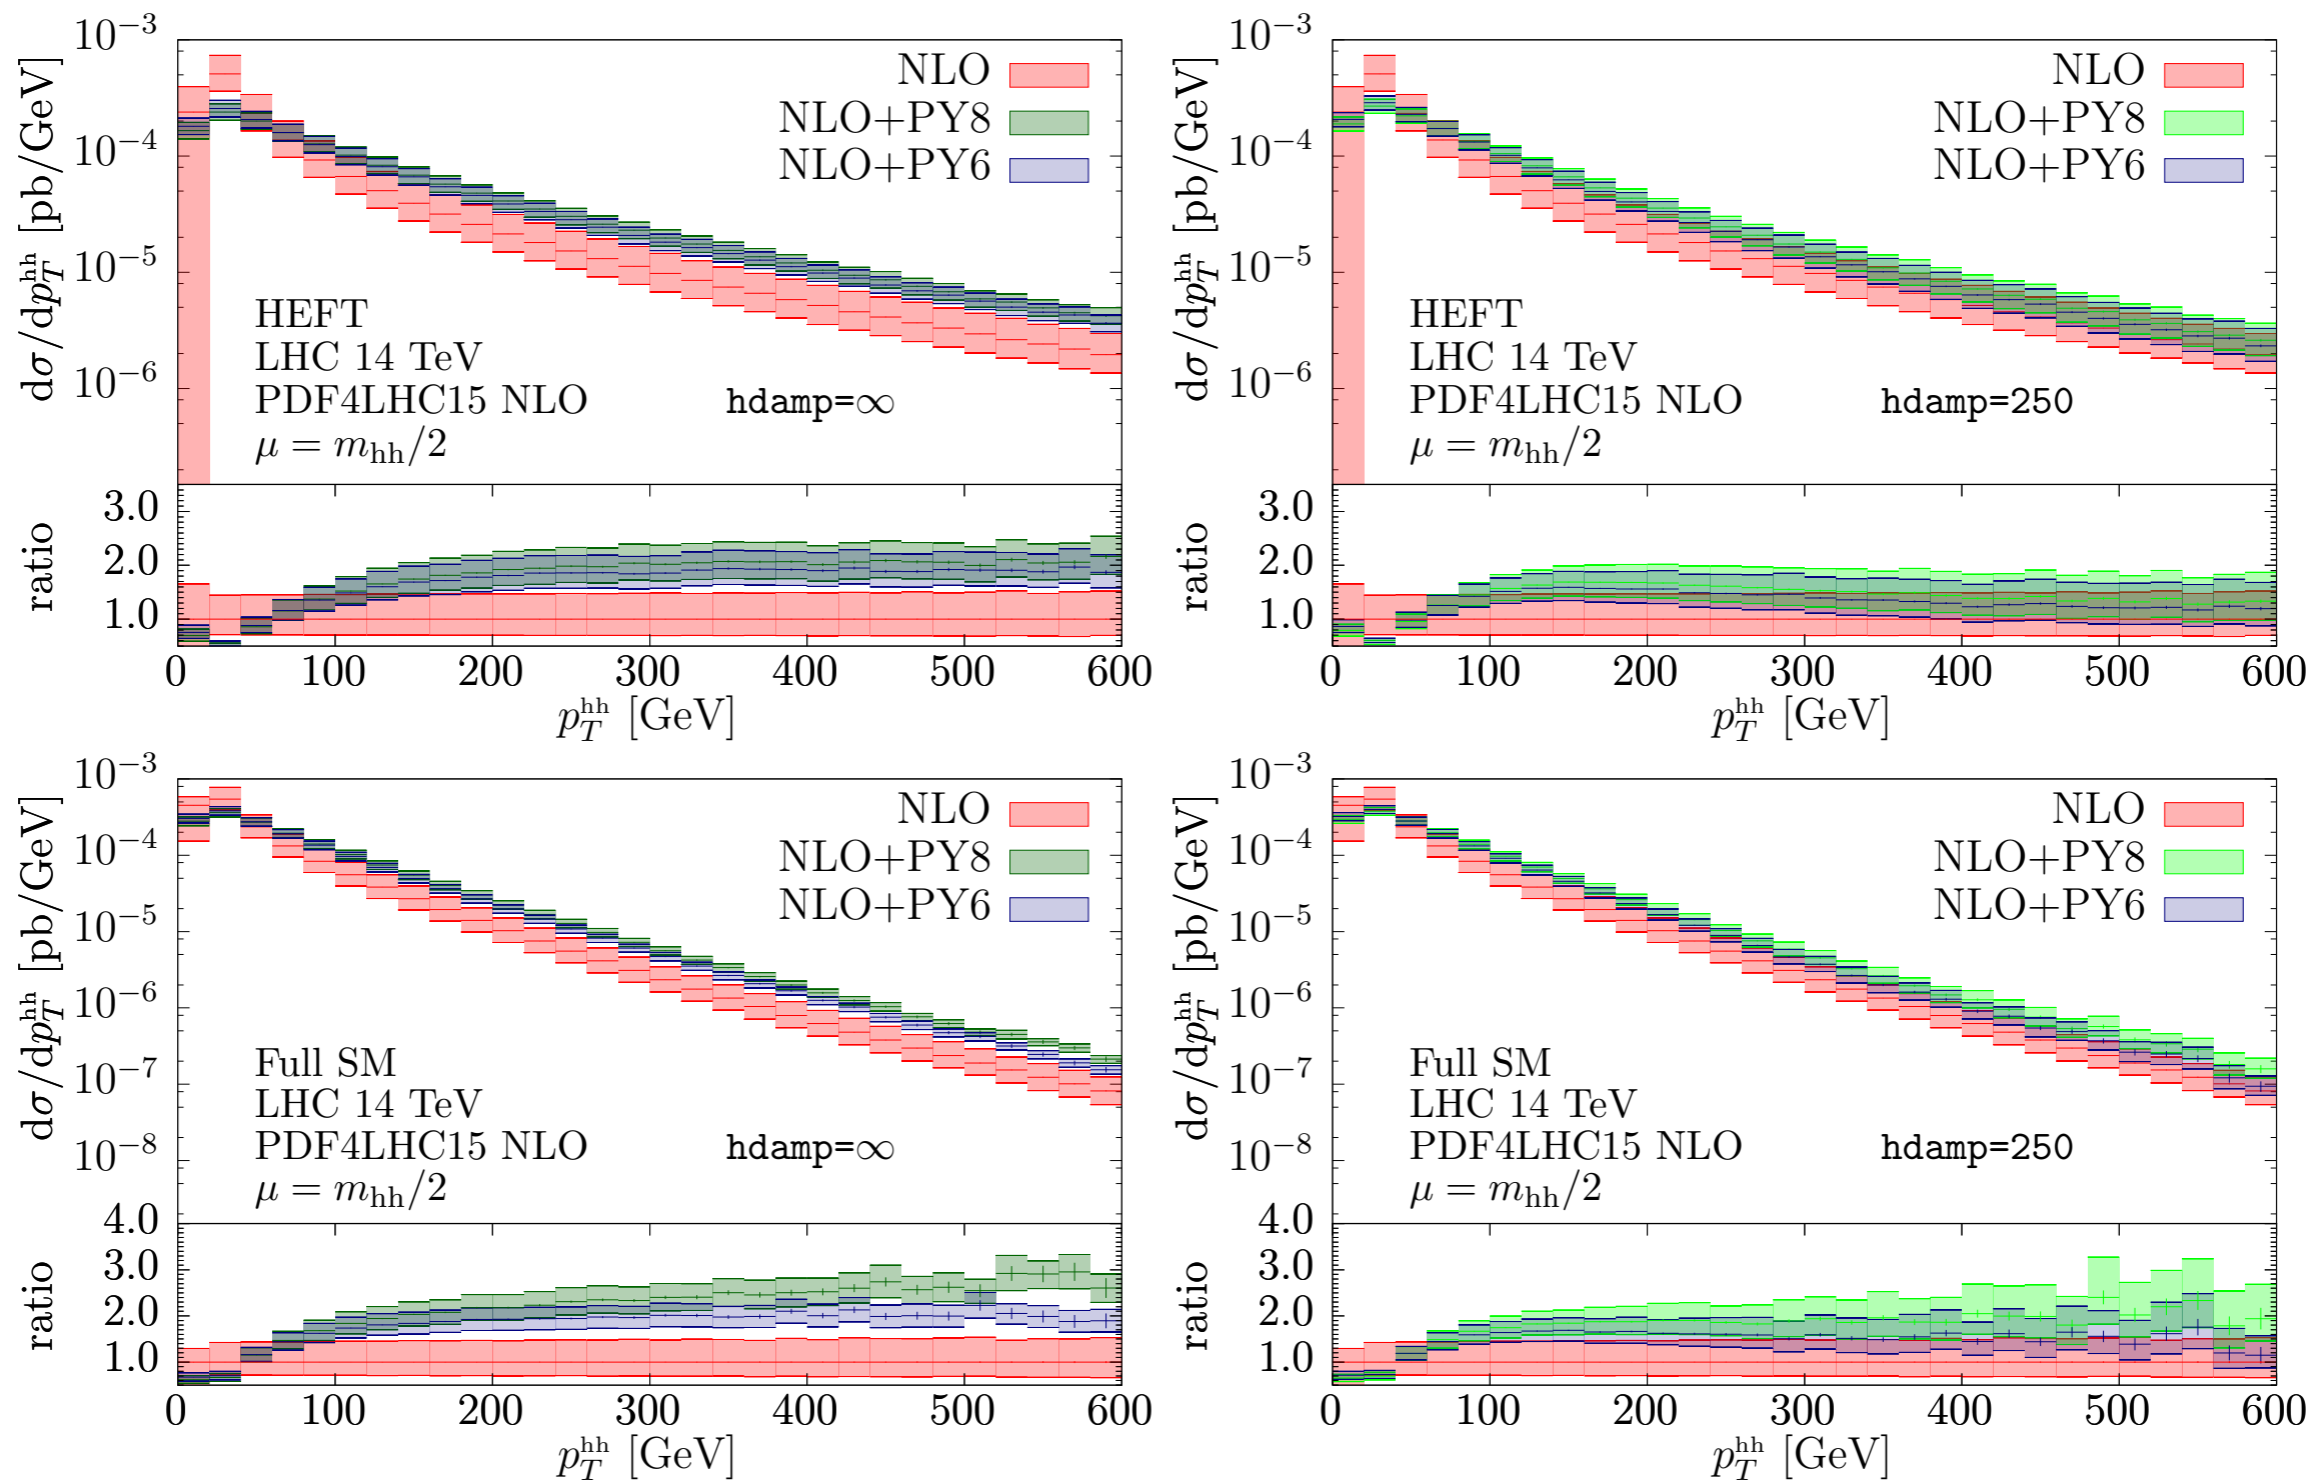 10⁻³
10⁻⁴
10⁻⁵
10⁻⁶
dσ/dp_T^hh [pb/GeV]
NLO
NLO+PY8
NLO+PY6
HEFT
LHC 14 TeV
PDF4LHC15 NLO
hdamp=∞
μ = m_hh/2
3.0
2.0
1.0
ratio
0 100 200 300 400 500 600
p_T^hh [GeV]
10⁻³
10⁻⁴
10⁻⁵
10⁻⁶
dσ/dp_T^hh [pb/GeV]
NLO
NLO+PY8
NLO+PY6
HEFT
LHC 14 TeV
PDF4LHC15 NLO
hdamp=250
μ = m_hh/2
3.0
2.0
1.0
ratio
0 100 200 300 400 500 600
p_T^hh [GeV]
10⁻³
10⁻⁴
10⁻⁵
10⁻⁶
10⁻⁷
10⁻⁸
dσ/dp_T^hh [pb/GeV]
NLO
NLO+PY8
NLO+PY6
Full SM
LHC 14 TeV
PDF4LHC15 NLO
hdamp=∞
μ = m_hh/2
4.0
3.0
2.0
1.0
ratio
0 100 200 300 400 500 600
p_T^hh [GeV]
10⁻³
10⁻⁴
10⁻⁵
10⁻⁶
10⁻⁷
10⁻⁸
dσ/dp_T^hh [pb/GeV]
NLO
NLO+PY8
NLO+PY6
Full SM
LHC 14 TeV
PDF4LHC15 NLO
hdamp=250
μ = m_hh/2
4.0
3.0
2.0
1.0
ratio
0 100 200 300 400 500 600
p_T^hh [GeV]